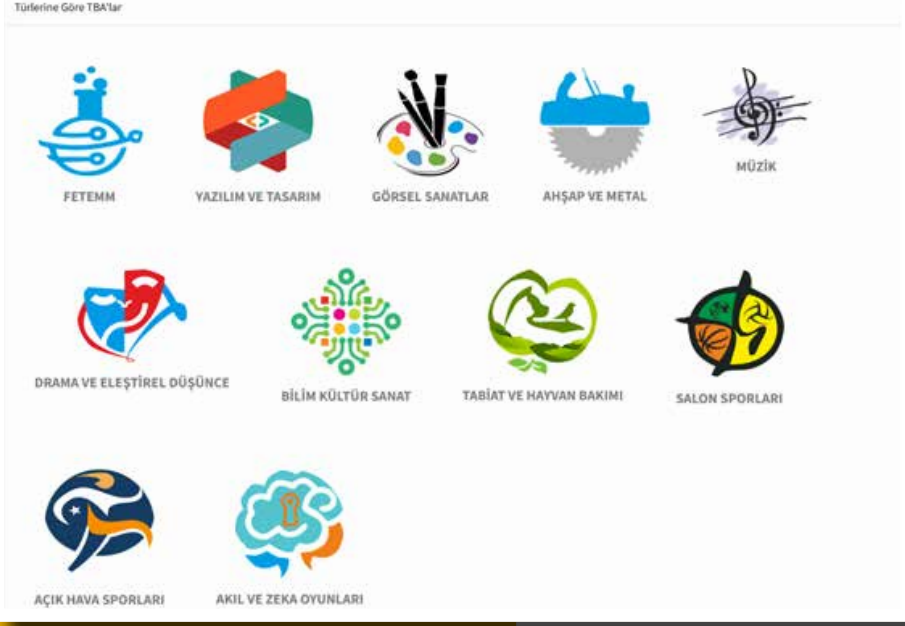 Türlerine Göre TBA'lar
FETEMM
YAZILIM VE TASARIM
GÖRSEL SANATLAR
AHŞAP VE METAL
MÜZİK
DRAMA VE ELEŞTİREL DÜŞÜNCE
BİLİM KÜLTÜR SANAT
TABİAT VE HAYVAN BAKIMI
SALON SPORLARI
AÇIK HAVA SPORLARI
AKIL VE ZEKA OYUNLARI